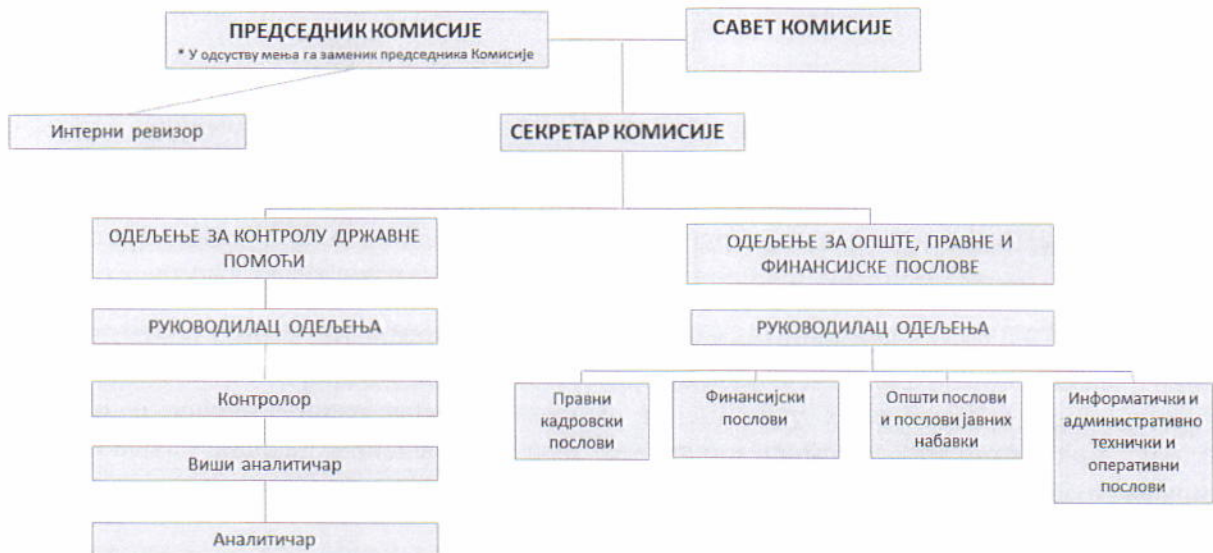 ПРЕДСЕДНИК КОМИСИЈЕ
* У одсуству мења га заменик председника Комисије
САВЕТ КОМИСИЈЕ
Интерни ревизор
СЕКРЕТАР КОМИСИЈЕ
ОДЕЉЕЊЕ ЗА КОНТРОЛУ ДРЖАВНЕ
ПОМОЋИ
ОДЕЉЕЊЕ ЗА ОПШТЕ, ПРАВНЕ И
ФИНАНСИЈСКЕ ПОСЛОВЕ
РУКОВОДИЛАЦ ОДЕЉЕЊА
РУКОВОДИЛАЦ ОДЕЉЕЊА
Контролор
Виши аналитичар
Аналитичар
Правни
кадровски
послови
Финансијски
послови
Општи послови
и послови јавних
набавки
Информатички и
административно
технички и
оперативни
послови